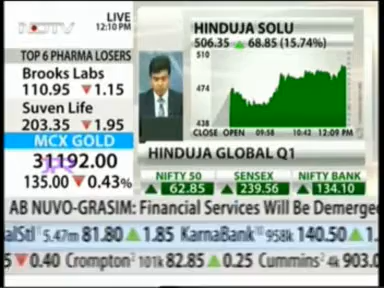 NDTV
LIVE
12:10 PM
TOP 6 PHARMA LOSERS
Brooks Labs
110.95 ▼ 1.15
Suven Life
203.35 ▼ 1.95
MCX GOLD
31192.00
135.00 ▼ 0.43%
HINDUJA SOLU
506.35 ▲ 68.85 (15.74%)
510
474
438
CLOSE OPEN 09:58 10:42 12:09 PM
HINDUJA GLOBAL Q1
NIFTY 50 SENSEX NIFTY BANK
▲ 62.85 ▲ 239.56 ▲ 134.10
AB NUVO-GRASIM: Financial Services Will be Demerge
alStl 5.47m 81.80 ▲ 1.85 KarnaBank 958k 140.50 ▲ 1.
▼ 0.40 Crompton 101k 82.85 ▲ 0.25 Cummins 4k 903.0